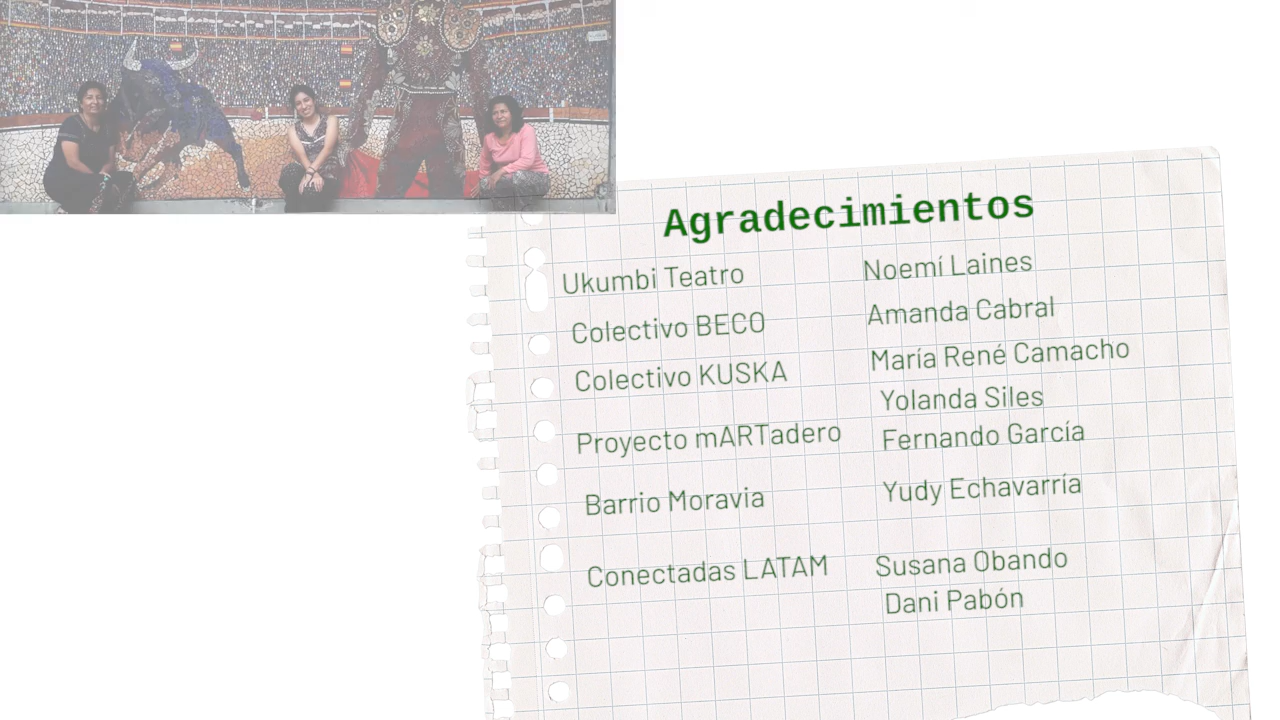 Agradecimientos
Ukumbi Teatro
Noemí Laines
Colectivo BECO
Amanda Cabral
Colectivo KUSKA
María René Camacho
Yolanda Siles
Proyecto mARTadero
Fernando García
Barrio Moravia
Yudy Echavarría
Conectadas LATAM
Susana Obando
Dani Pabón